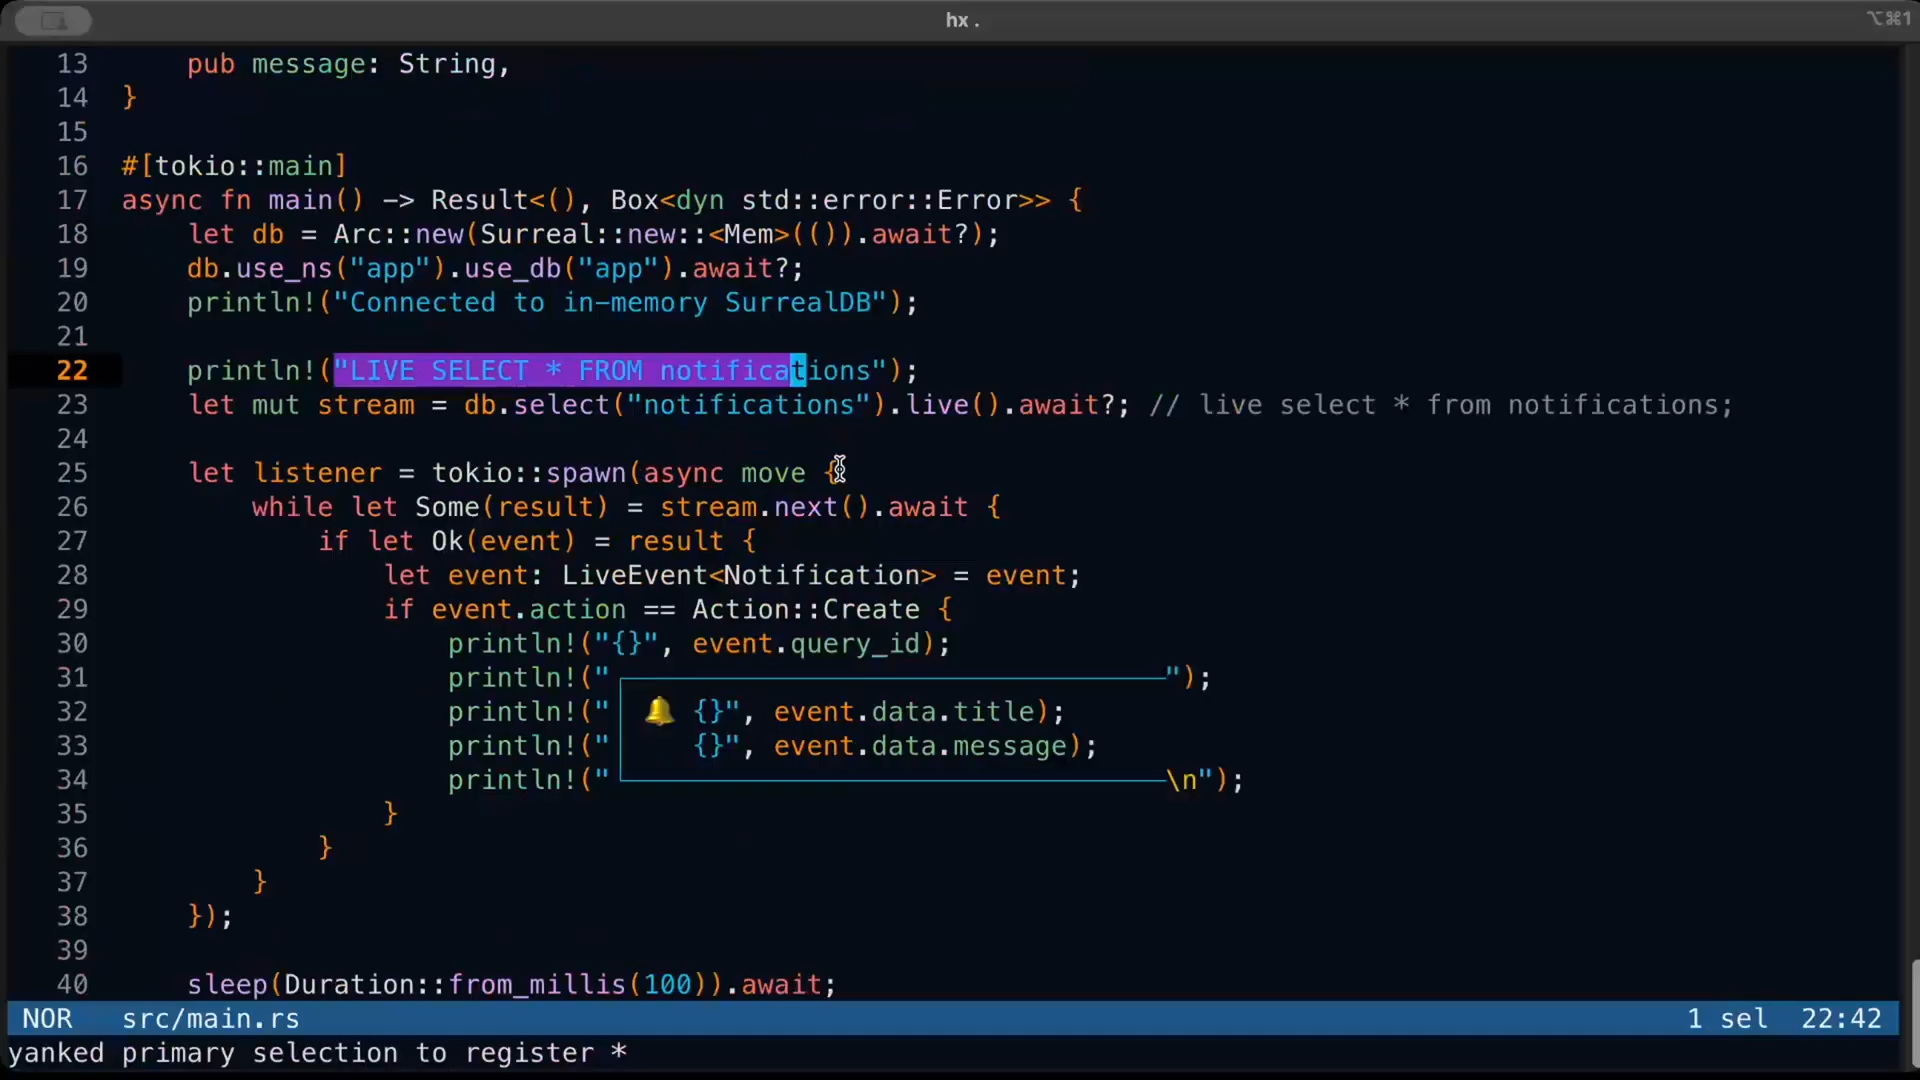 hx .
⌥⌘1
13 pub message: String,
14 }
15
16 #[tokio::main]
17 async fn main() -> Result<(), Box<dyn std::error::Error>> {
18 let db = Arc::new(Surreal::new::<Mem>(()).await?);
19 db.use_ns("app").use_db("app").await?;
20 println!("Connected to in-memory SurrealDB");
21
22 println!("LIVE SELECT * FROM notifications");
23 let mut stream = db.select("notifications").live().await?; // live select * from notifications;
24
25 let listener = tokio::spawn(async move {
26 while let Some(result) = stream.next().await {
27 if let Ok(event) = result {
28 let event: LiveEvent<Notification> = event;
29 if event.action == Action::Create {
30 println!("{}", event.query_id);
31 println!("┌──────────────────────────────────");
32 println!("│ 🔔 {}", event.data.title);
33 println!("│    {}", event.data.message);
34 println!("└──────────────────────────────────\n");
35 }
36 }
37 }
38 });
39
40 sleep(Duration::from_millis(100)).await;
NOR src/main.rs 1 sel 22:42
yanked primary selection to register *